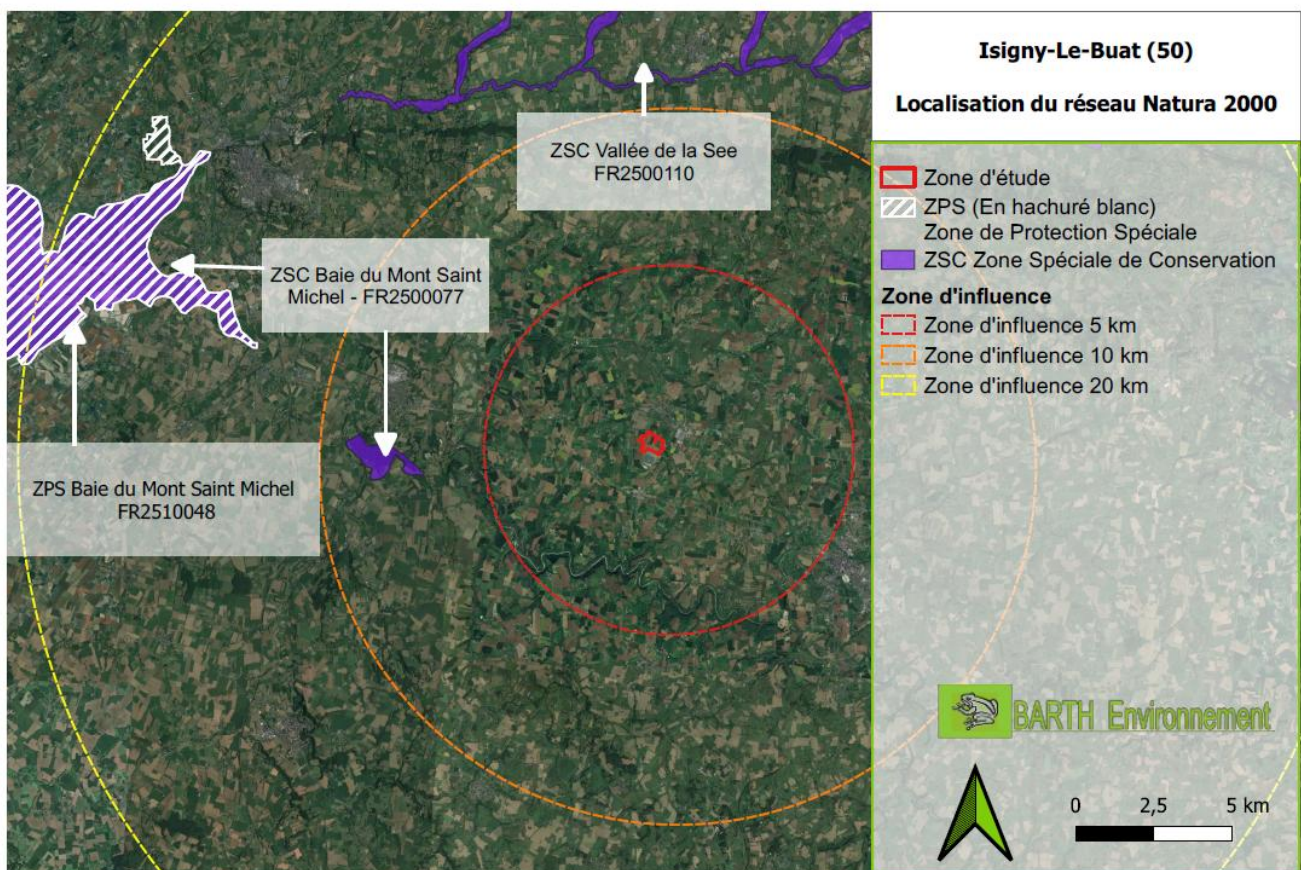 Isigny-Le-Buat (50)
Localisation du réseau Natura 2000
ZSC Vallée de la See
FR2500110
ZSC Baie du Mont Saint
Michel - FR2500077
ZPS Baie du Mont Saint Michel
FR2510048
Zone d'étude
ZPS (En hachuré blanc)
Zone de Protection Spéciale
ZSC Zone Spéciale de Conservation
Zone d'influence
Zone d'influence 5 km
Zone d'influence 10 km
Zone d'influence 20 km
BARTH Environnement
0 2,5 5 km